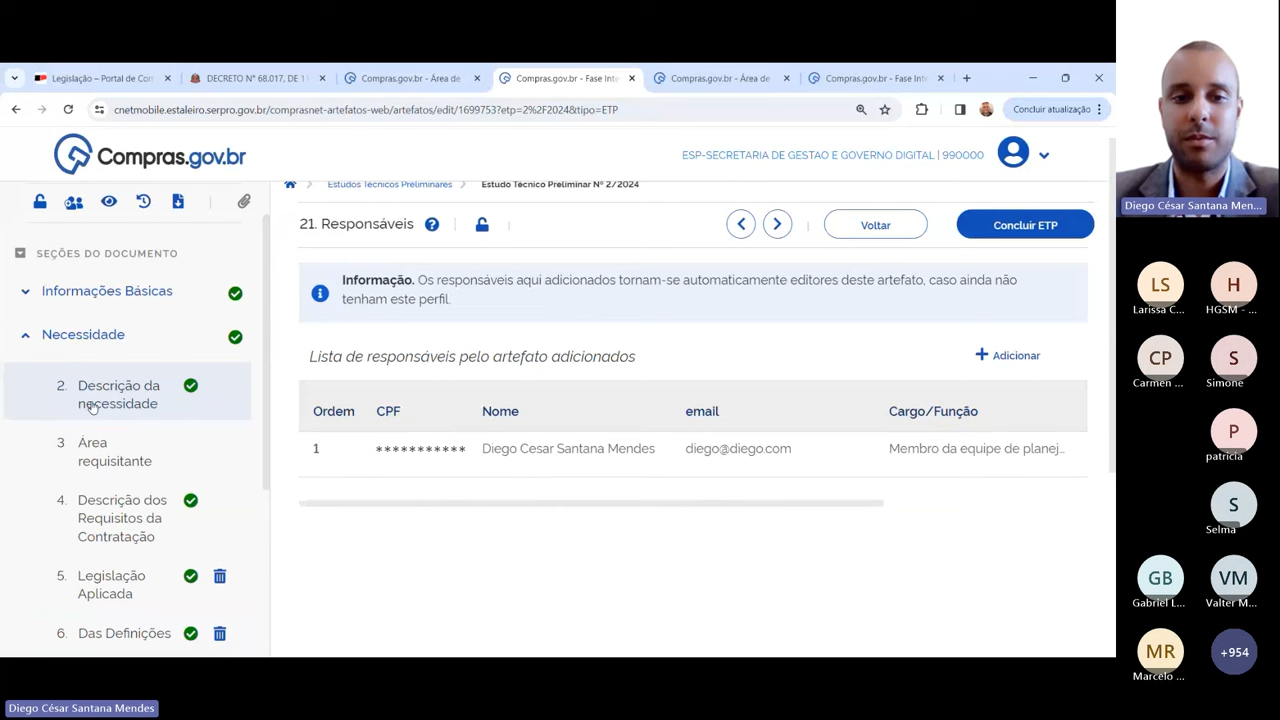 Legislação – Portal de Com
DECRETO N° 68.017, DE 1
Compras.gov.br - Área de
Compras.gov.br - Fase Inte
Compras.gov.br - Área de
Compras.gov.br - Fase Inte
cnetmobile.estaleiro.serpro.gov.br/comprasnet-artefatos-web/artefatos/edit/1699753?etp=2%2F2024&tipo=ETP
Concluir atualização
Compras.gov.br
ESP-SECRETARIA DE GESTAO E GOVERNO DIGITAL | 990000
Estudos Técnicos Preliminares
Estudo Técnico Preliminar Nº 2/2024
21. Responsáveis
Voltar
Concluir ETP
SEÇÕES DO DOCUMENTO
Informações Básicas
Necessidade
2. Descrição da
necessidade
3 Área
requisitante
4. Descrição dos
Requisitos da
Contratação
5. Legislação
Aplicada
6. Das Definições
Informação. Os responsáveis aqui adicionados tornam-se automaticamente editores deste artefato, caso ainda não
tenham este perfil.
Lista de responsáveis pelo artefato adicionados
Adicionar
Ordem CPF Nome email Cargo/Função
1 *********** Diego Cesar Santana Mendes diego@diego.com Membro da equipe de planej...
Diego César Santana Men...
LS
Larissa C...
H
HGSM - ...
CP
Carmen ...
S
Simone
P
patricia
S
Selma
GB
Gabriel L...
VM
Valter M...
MR
Marcelo ...
+954
Diego César Santana Mendes